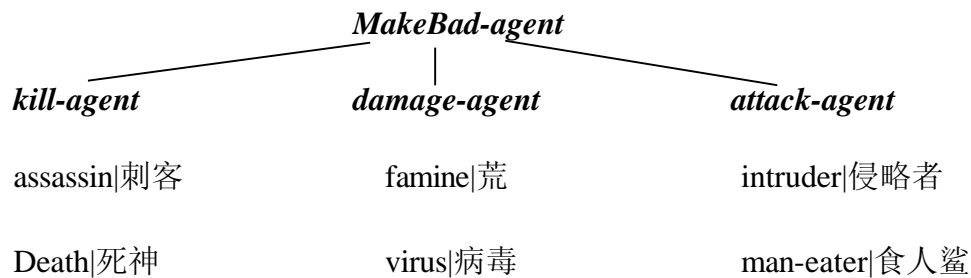 MakeBad-agent
kill-agent damage-agent attack-agent
assassin|刺客 famine|荒 intruder|侵略者
Death|死神 virus|病毒 man-eater|食人鲨